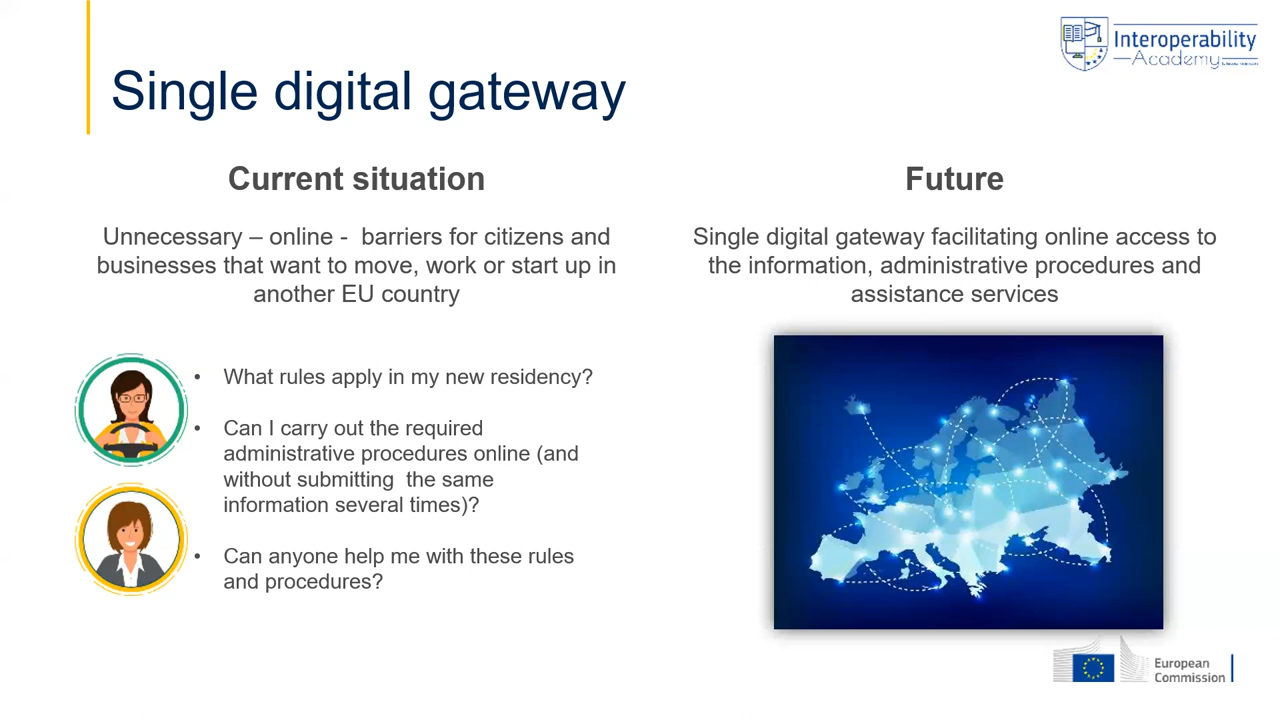 Interoperability
Academy
Single digital gateway
Current situation
Unnecessary – online -  barriers for citizens and
businesses that want to move, work or start up in
another EU country
What rules apply in my new residency?
Can I carry out the required
administrative procedures online (and
without submitting  the same
information several times)?
Can anyone help me with these rules
and procedures?
Future
Single digital gateway facilitating online access to
the information, administrative procedures and
assistance services
European
Commission